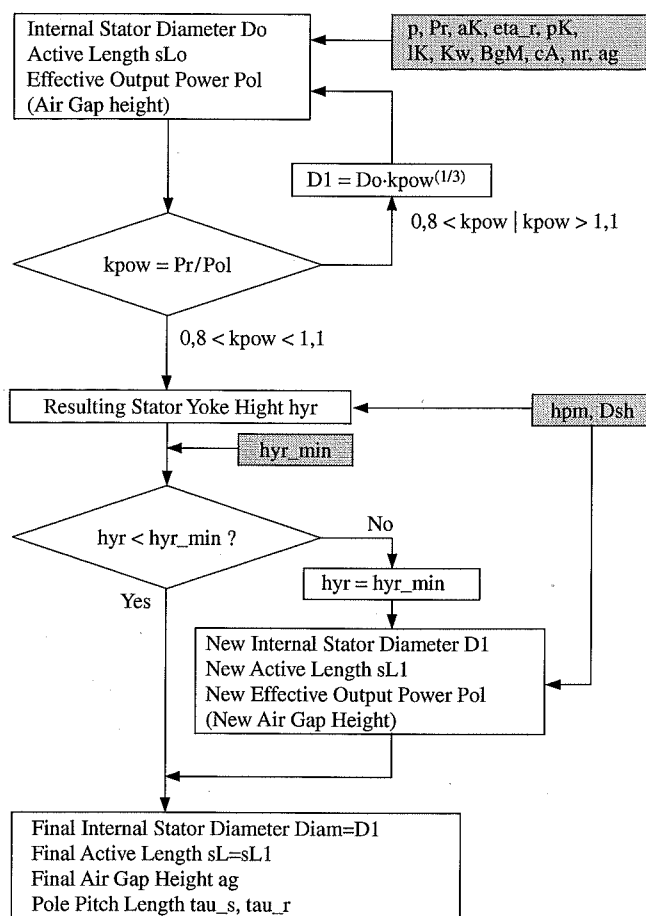 Internal Stator Diameter Do
Active Length sLo
Effective Output Power Pol
(Air Gap height)
p, Pr, aK, eta_r, pK,
lK, Kw, BgM, cA, nr, ag
D1 = Do·kpow(1/3)
0,8 < kpow | kpow > 1,1
kpow = Pr/Pol
0,8 < kpow < 1,1
Resulting Stator Yoke Hight hyr
hpm, Dsh
hyr_min
hyr < hyr_min ?
No
Yes
hyr = hyr_min
New Internal Stator Diameter D1
New Active Length sL1
New Effective Output Power Pol
(New Air Gap Height)
Final Internal Stator Diameter Diam=D1
Final Active Length sL=sL1
Final Air Gap Height ag
Pole Pitch Length tau_s, tau_r